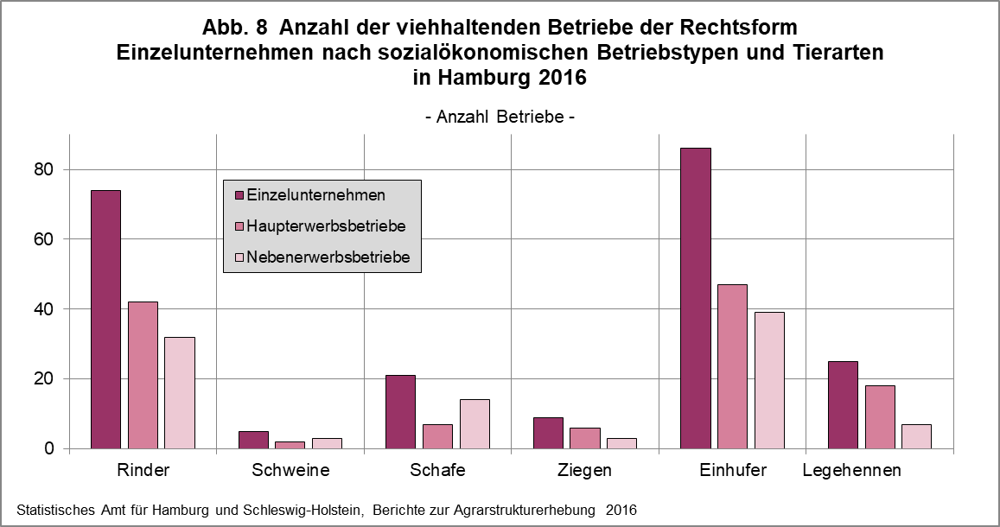 Abb. 8 Anzahl der viehhaltenden Betriebe der Rechtsform
Einzelunternehmen nach sozialökonomischen Betriebstypen und Tierarten
in Hamburg 2016
- Anzahl Betriebe -
80
60
40
20
0
Einzelunternehmen
Haupterwerbsbetriebe
Nebenerwerbsbetriebe
Rinder Schweine Schafe Ziegen Einhufer Legehennen
Statistisches Amt für Hamburg und Schleswig-Holstein, Berichte zur Agrarstrukturerhebung 2016